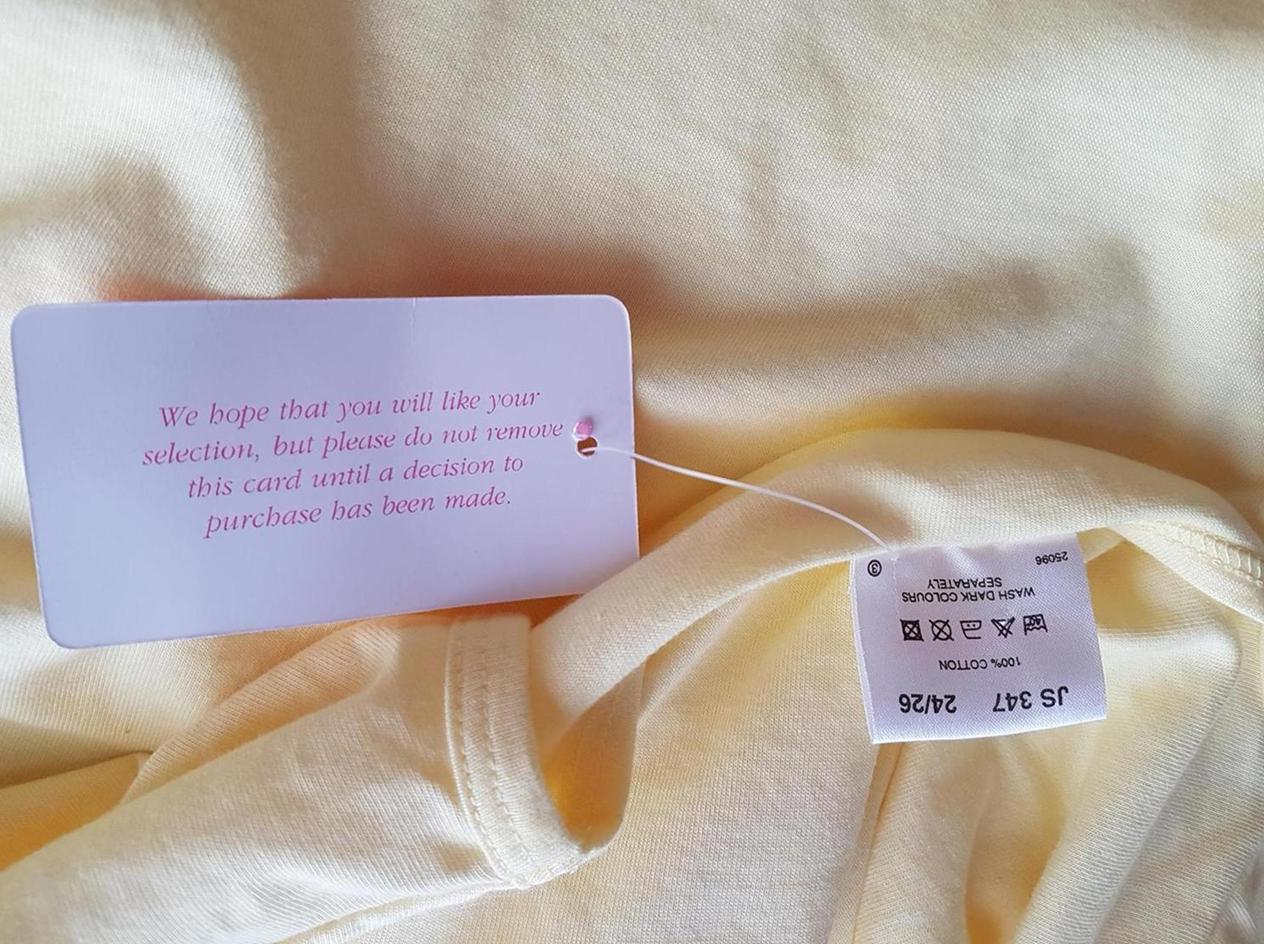 We hope that you will like your
selection, but please do not remove
this card until a decision to
purchase has been made.
JS 347 24/26
100% COTTON
WASH DARK COLOURS
SEPARATELY
25096
3